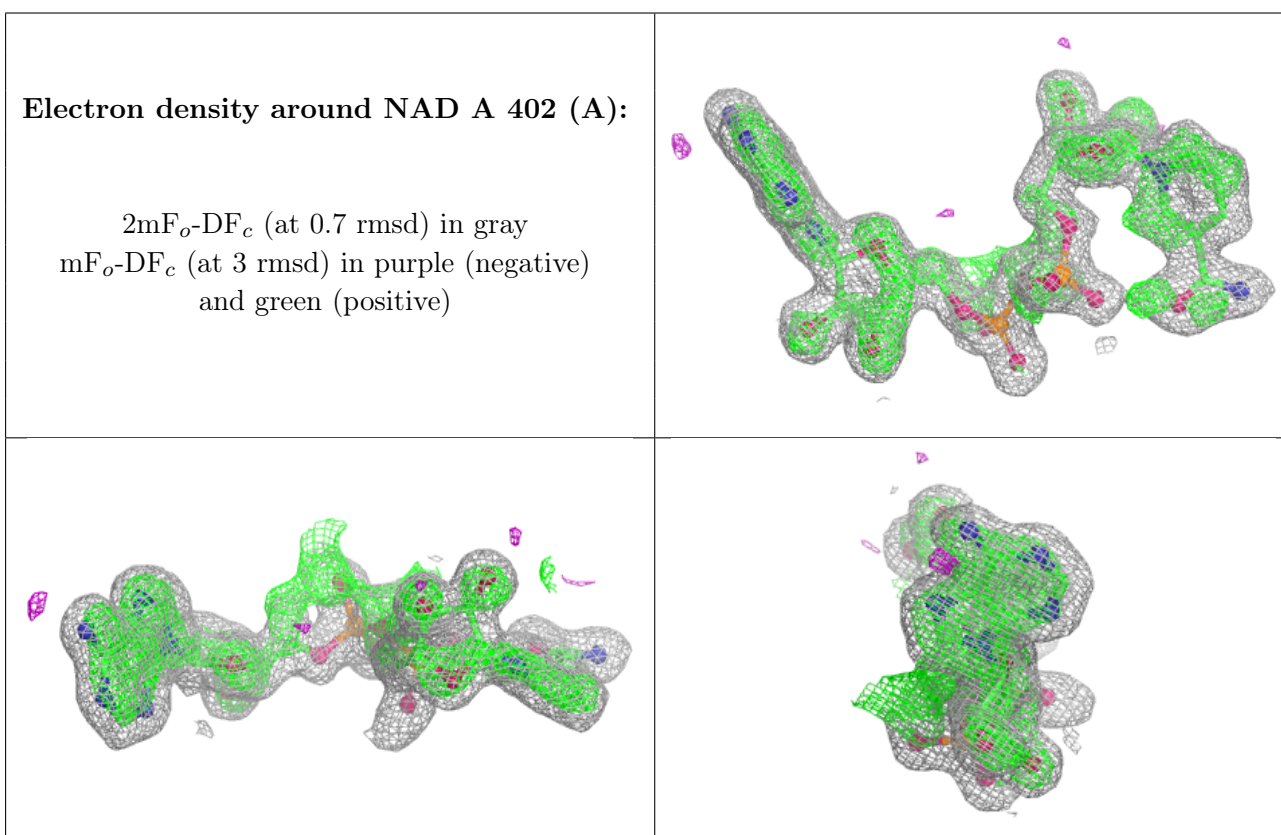 Electron density around NAD A 402 (A):
2mFo-DFc (at 0.7 rmsd) in gray
mFo-DFc (at 3 rmsd) in purple (negative)
and green (positive)